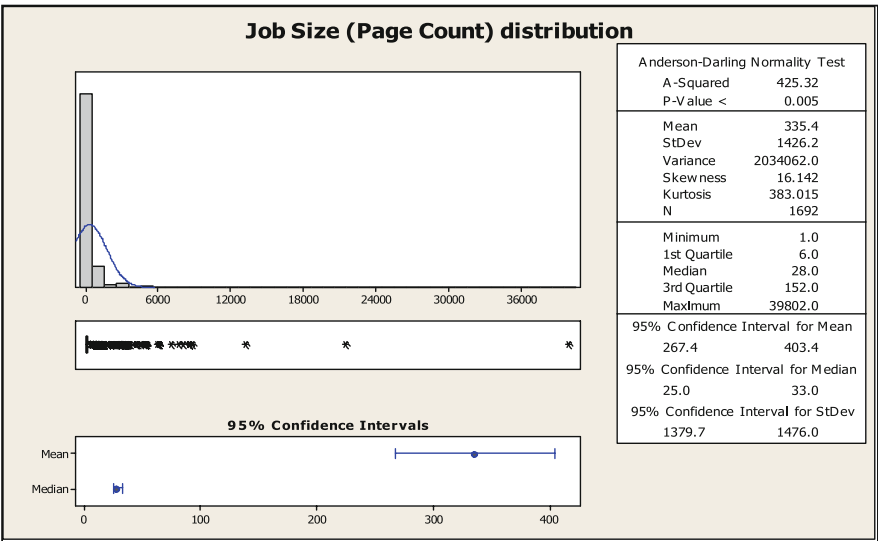 Job Size (Page Count) distribution
0 6000 12000 18000 24000 30000 36000
95% Confidence Intervals
Mean
Median
0 100 200 300 400
Anderson-Darling Normality Test
A-Squared 425.32
P-Value < 0.005
Mean 335.4
StDev 1426.2
Variance 2034062.0
Skewness 16.142
Kurtosis 383.015
N 1692
Minimum 1.0
1st Quartile 6.0
Median 28.0
3rd Quartile 152.0
Maximum 39802.0
95% Confidence Interval for Mean
267.4 403.4
95% Confidence Interval for Median
25.0 33.0
95% Confidence Interval for StDev
1379.7 1476.0